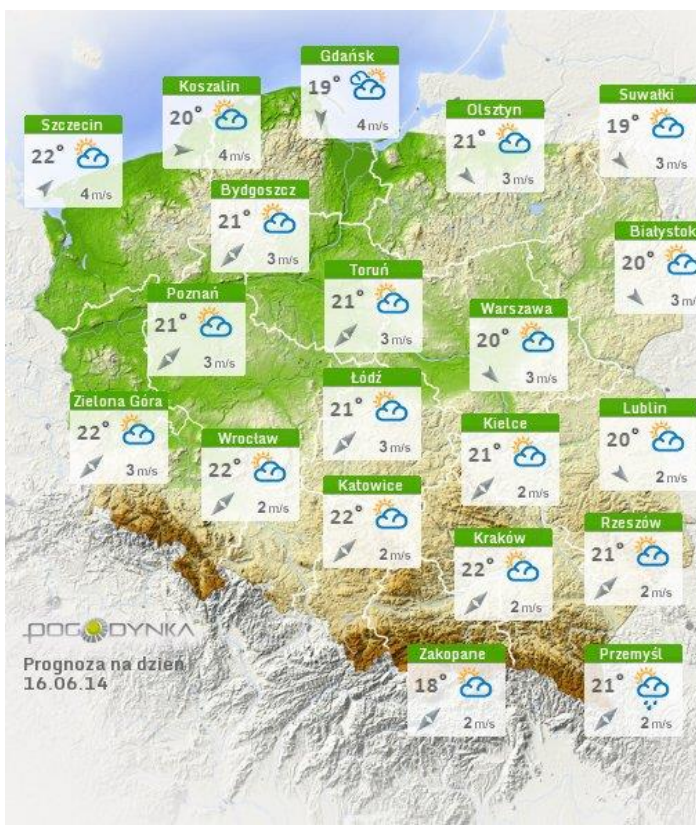 Gdańsk
19°
4 m/s
Koszalin
20°
4 m/s
Szczecin
22°
4 m/s
Olsztyn
21°
3 m/s
Suwałki
19°
3 m/s
Bydgoszcz
21°
3 m/s
Białystok
20°
3 m/
Toruń
21°
3 m/s
Poznań
21°
3 m/s
Warszawa
20°
3 m/s
Łódź
21°
3 m/s
Zielona Góra
22°
3 m/s
Wrocław
22°
2 m/s
Kielce
21°
2 m/s
Lublin
20°
2 m/s
Katowice
22°
2 m/s
Kraków
22°
2 m/s
Rzeszów
21°
2 m/s
POGODYNKA
Prognoza na dzień
16.06.14
Zakopane
18°
2 m/s
Przemyśl
21°
2 m/s